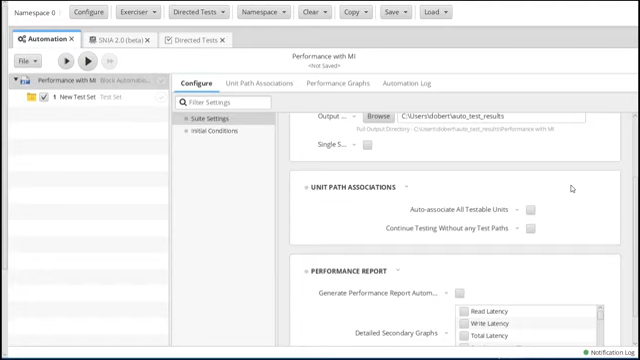 Namespace 0 Configure Exerciser Directed Tests Namespace Clear Copy Save Load
Automation x SNIA 2.0 (beta) x Directed Tests x
File
Performance with MI
<Not Saved>
Performance with MI Block Automatio...
1 New Test Set Test Set
Configure Unit Path Associations Performance Graphs Automation Log
Filter Settings
Suite Settings
Initial Conditions
Output ... Browse C:\Users\dobert\auto_test_results
Full Output Directory - C:\Users\dobert\auto_test_results\Performance with MI
Single S...
UNIT PATH ASSOCIATIONS
Auto-associate All Testable Units
Continue Testing Without any Test Paths
PERFORMANCE REPORT
Generate Performance Report Autom...
Read Latency
Write Latency
Detailed Secondary Graphs
Total Latency
Notification Log